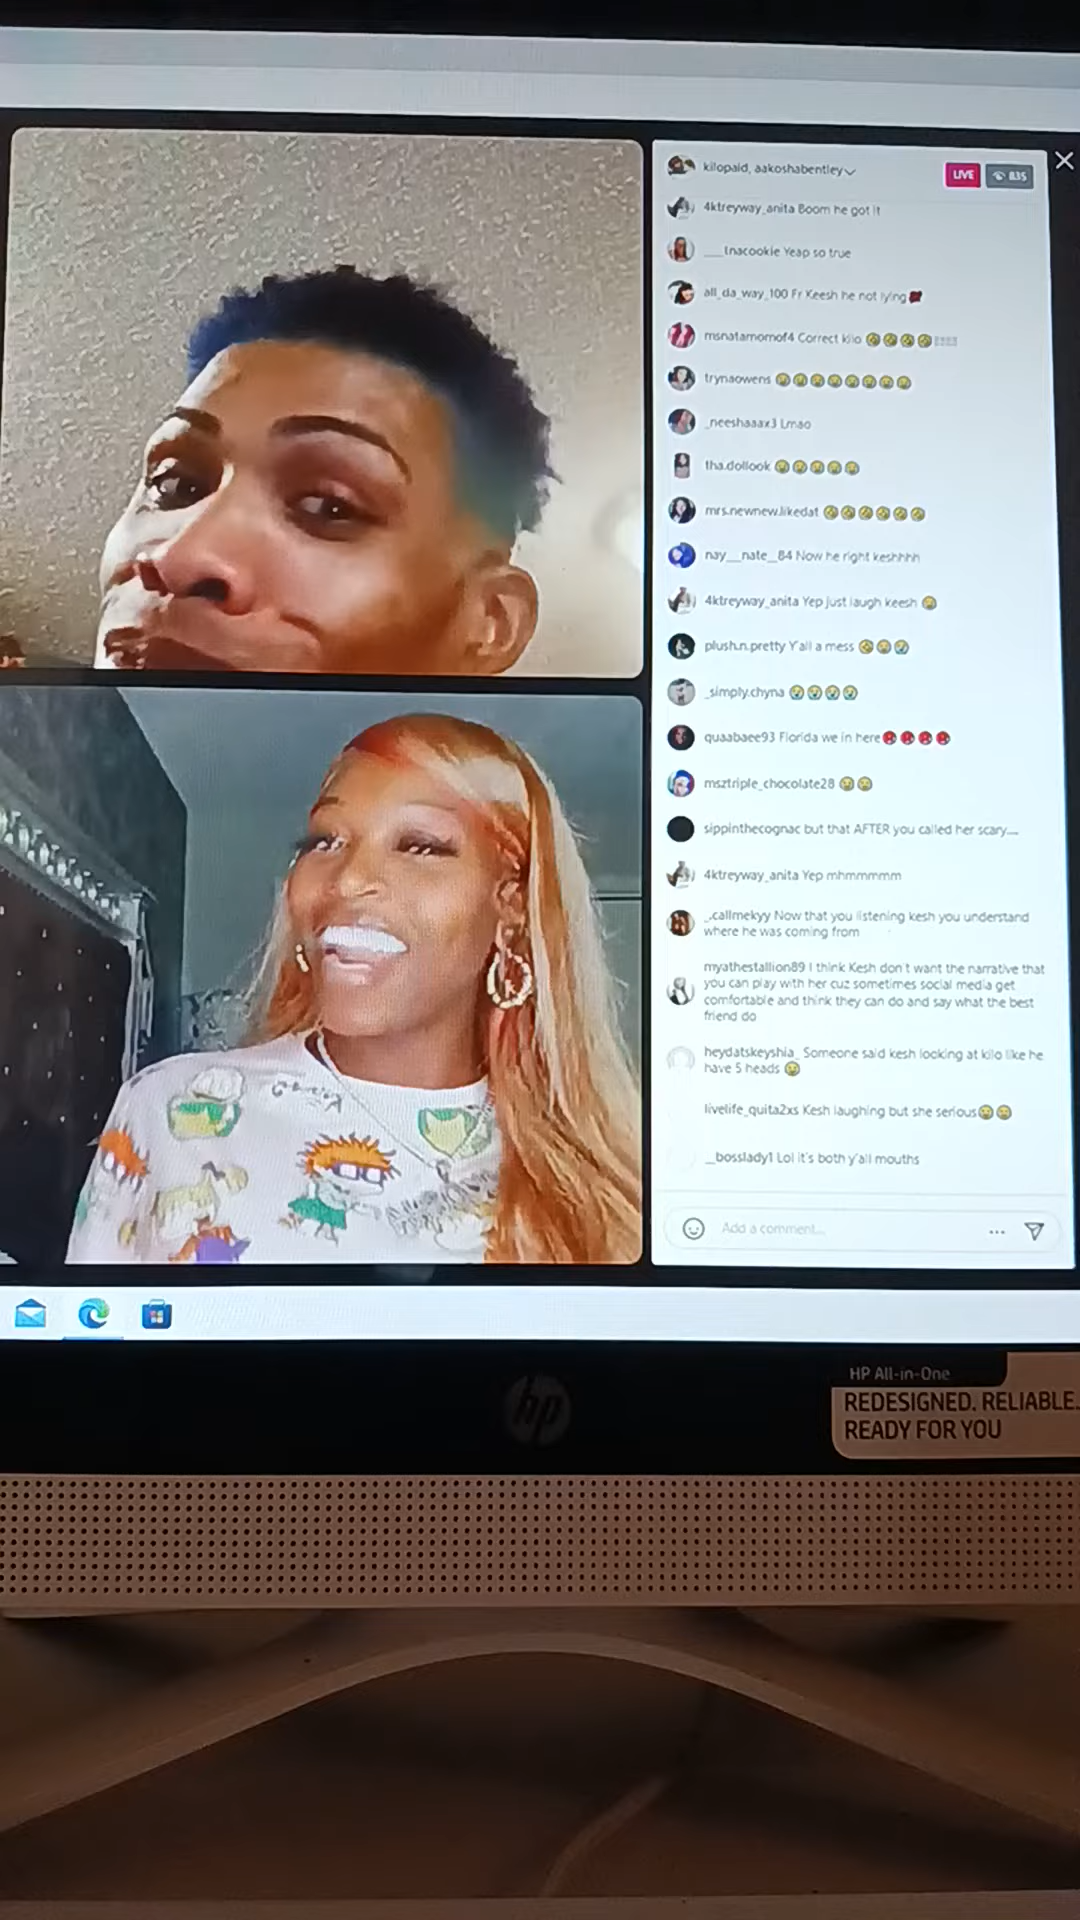 kilopaid, aakoshabentley
LIVE
835
4ktreyway_anita Boom he got it
___tnacookie Yeap so true
all_da_way_100 Fr Keesh he not lying
msnatamomof4 Correct kilo
trynaowens
_neeshaaax3 Lmao
tha.dollook
mrs.newnew.likedat
nay__nate__84 Now he right keshhhh
4ktreyway_anita Yep just laugh keesh
plush.n.pretty Y'all a mess
_simply.chyna
quaabaee93 Florida we in here
msztriple_chocolate28
sippinthecognac but that AFTER you called her scary....
4ktreyway_anita Yep mhmmmmm
_.callmekyy Now that you listening kesh you understand
where he was coming from
myathestallion89 I think Kesh don't want the narrative that
you can play with her cuz sometimes social media get
comfortable and think they can do and say what the best
friend do
heydatskeyshia_ Someone said kesh looking at kilo like he
have 5 heads
livelife_quita2xs Kesh laughing but she serious
__bosslady1 Lol it's both y'all mouths
Add a comment...
hp
HP All-in-One
REDESIGNED. RELIABLE.
READY FOR YOU